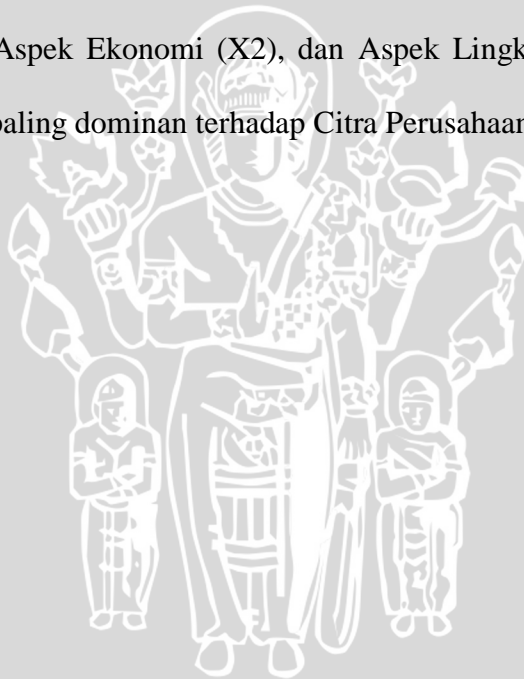 Aspek Ekonomi (X2), dan Aspek Lingk
paling dominan terhadap Citra Perusahaan